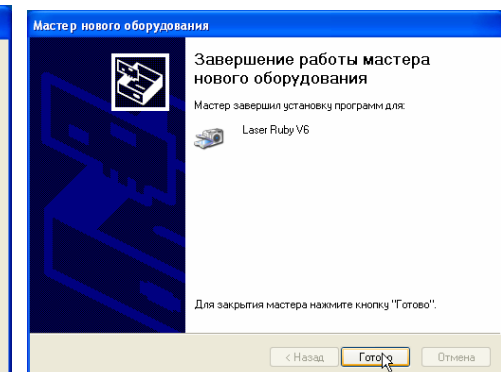 Мастер нового оборудования
Завершение работы мастера
нового оборудования
Мастер завершил установку программ для:
Laser Ruby V6
Для закрытия мастера нажмите кнопку "Готово".
< Назад
Готово
Отмена